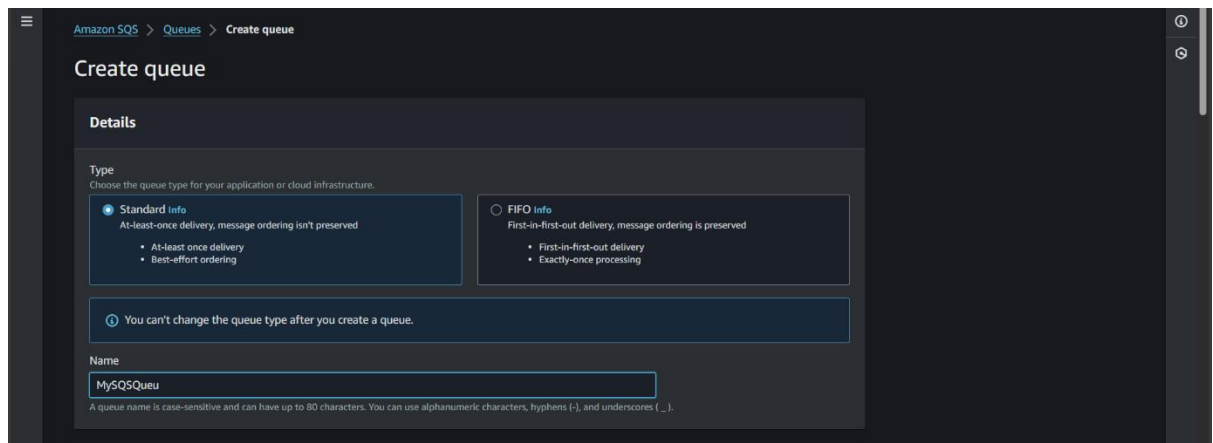 Amazon SQS > Queues > Create queue
Create queue
Details
Type
Choose the queue type for your application or cloud infrastructure.
Standard Info
At-least-once delivery, message ordering isn't preserved
• At-least once delivery
• Best-effort ordering
FIFO Info
First-in-first-out delivery, message ordering is preserved
• First-in-first-out delivery
• Exactly-once processing
You can't change the queue type after you create a queue.
Name
MySQSQueu
A queue name is case-sensitive and can have up to 80 characters. You can use alphanumeric characters, hyphens (-), and underscores ( _ ).